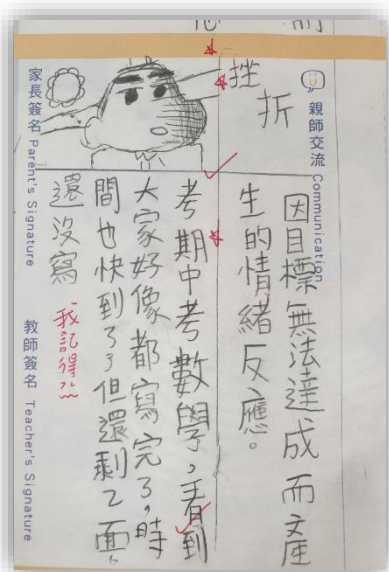 親師交流 Communication
挫
折
因目標無法達成而產
生的情緒反應。
考期中考數學,看到
大家好像都寫完了,時
間也快到了但還剩2面
還沒寫
我記得
家長簽名 Parent's Signature
教師簽名 Teacher's Signature